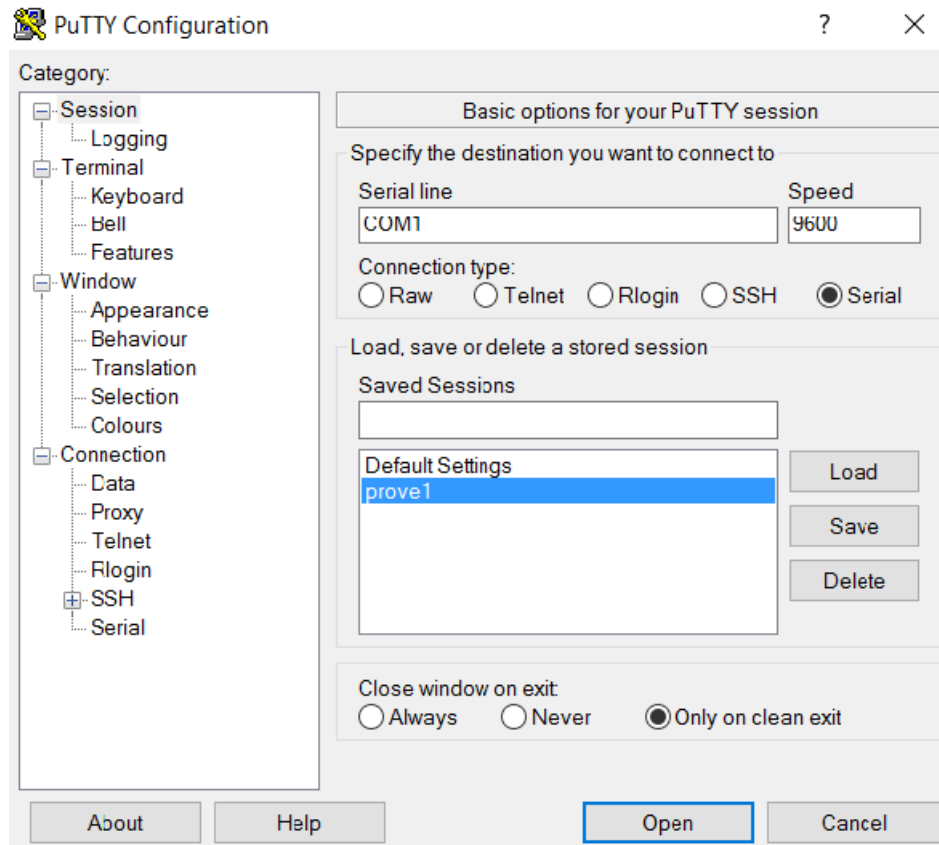 PuTTY Configuration ? ×
Category:
Session
Logging
Terminal
Keyboard
Bell
Features
Window
Appearance
Behaviour
Translation
Selection
Colours
Connection
Data
Proxy
Telnet
Rlogin
SSH
Serial
Basic options for your PuTTY session
Specify the destination you want to connect to
Serial line Speed
COM1 9600
Connection type:
Raw Telnet Rlogin SSH Serial
Load, save or delete a stored session
Saved Sessions
Default Settings
prove1
Load
Save
Delete
Close window on exit:
Always Never Only on clean exit
About Help Open Cancel